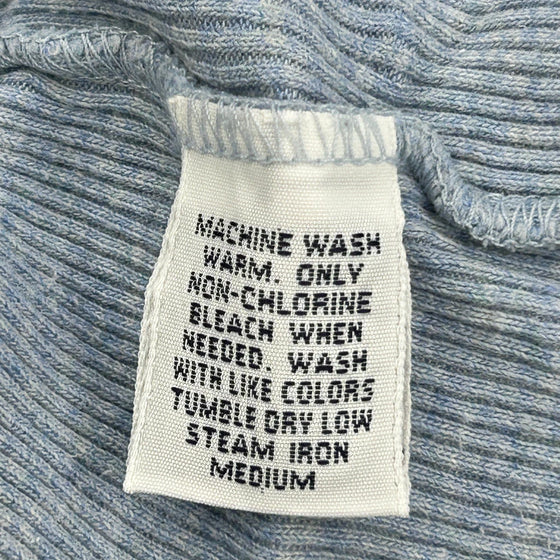 MACHINE WASH
WARM. ONLY
NON-CHLORINE
BLEACH WHEN
NEEDED. WASH
WITH LIKE COLORS
TUMBLE DRY LOW
STEAM IRON
MEDIUM